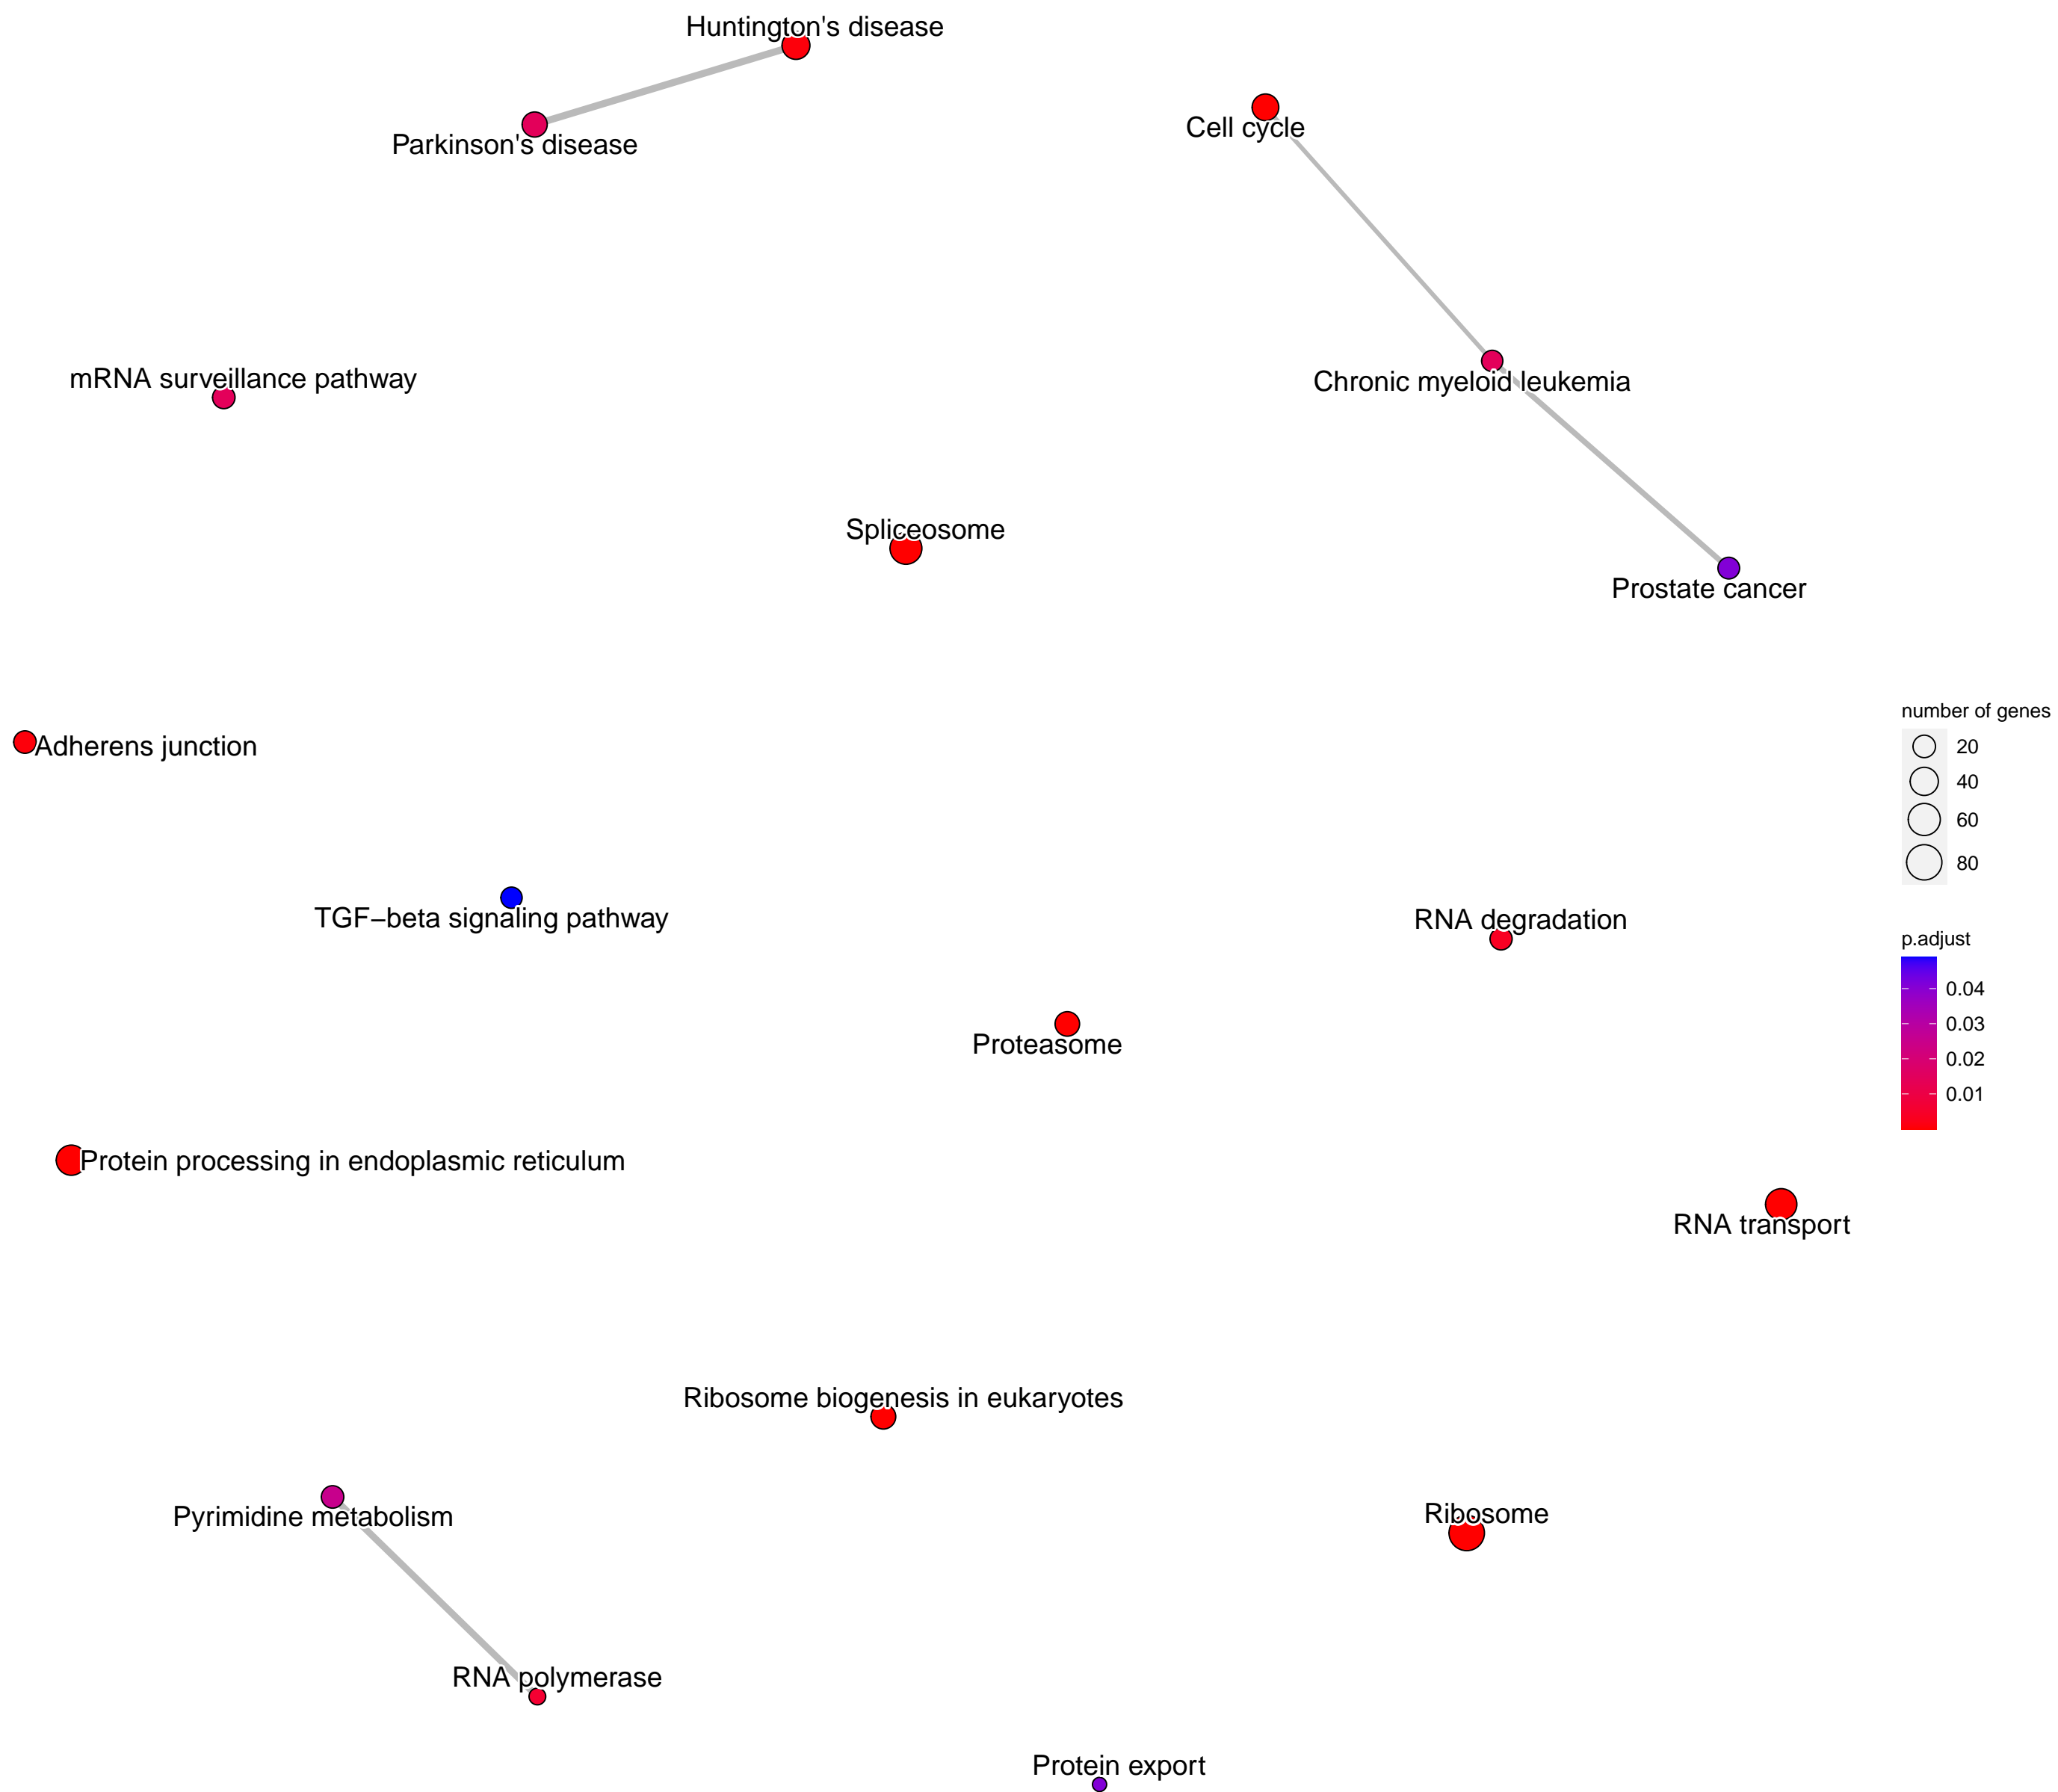 Huntington's disease
Cell cycle
Parkinson's disease
mRNA surveillance pathway
Chronic myeloid leukemia
Spliceosome
Prostate cancer
number of genes
Adherens junction
20
40
60
80
TGF−beta signaling pathway
RNA degradation
p.adjust
0.04
0.03
0.02
0.01
Proteasome
Protein processing in endoplasmic reticulum
RNA transport
Ribosome biogenesis in eukaryotes
Pyrimidine metabolism
Ribosome
RNA polymerase
Protein export